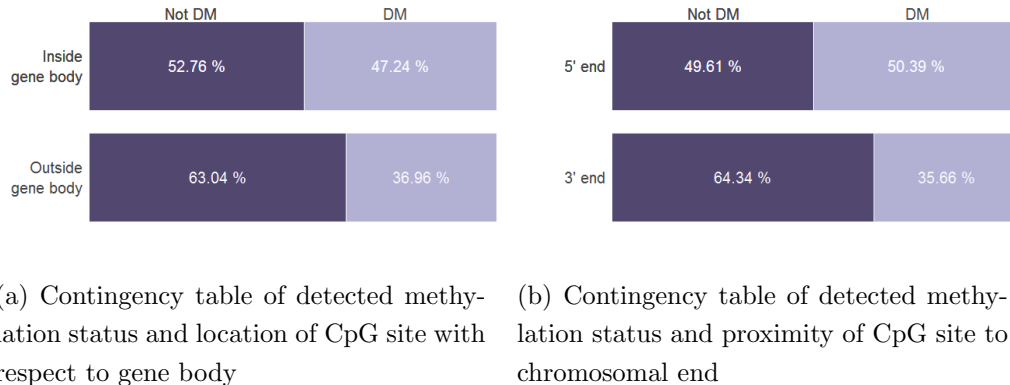 Not DM DM
Inside
gene body
52.76 % 47.24 %
Outside
gene body
63.04 % 36.96 %
(a) Contingency table of detected methy-
lation status and location of CpG site with
respect to gene body
Not DM DM
5' end
49.61 % 50.39 %
3' end
64.34 % 35.66 %
(b) Contingency table of detected methy-
lation status and proximity of CpG site to
chromosomal end